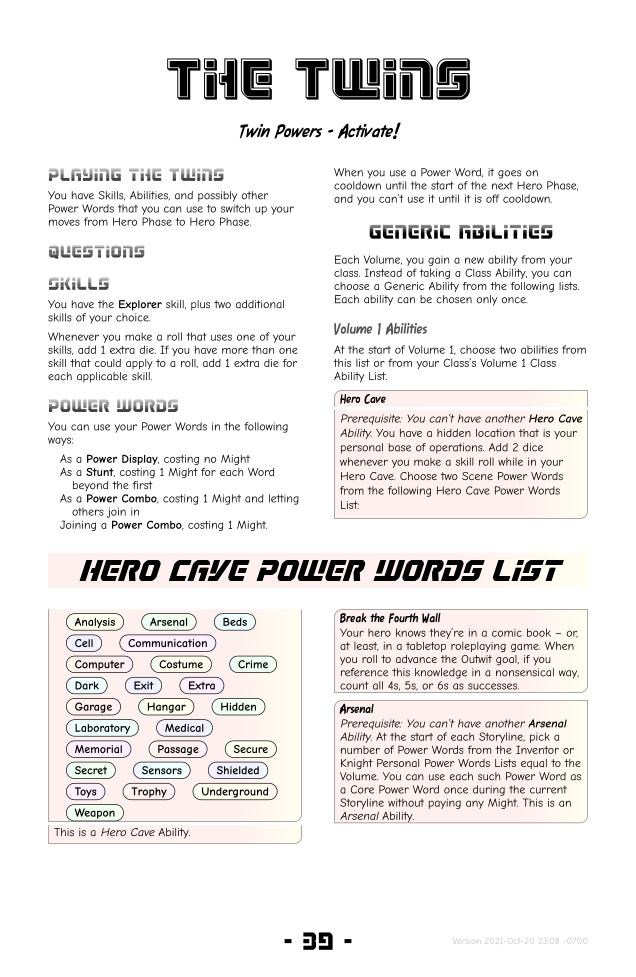 THE TWINS
Twin Powers - Activate!
PLAYING THE TWINS
You have Skills, Abilities, and possibly other
Power Words that you can use to switch up your
moves from Hero Phase to Hero Phase.
QUESTIONS
SKILLS
You have the Explorer skill, plus two additional
skills of your choice.
Whenever you make a roll that uses one of your
skills, add 1 extra die. If you have more than one
skill that could apply to a roll, add 1 extra die for
each applicable skill.
POWER WORDS
You can use your Power Words in the following
ways:
As a Power Display, costing no Might
As a Stunt, costing 1 Might for each Word
beyond the first
As a Power Combo, costing 1 Might and letting
others join in
Joining a Power Combo, costing 1 Might.
When you use a Power Word, it goes on
cooldown until the start of the next Hero Phase,
and you can't use it until it is off cooldown.
GENERIC ABILITIES
Each Volume, you gain a new ability from your
class. Instead of taking a Class Ability, you can
choose a Generic Ability from the following lists.
Each ability can be chosen only once.
Volume 1 Abilities
At the start of Volume 1, choose two abilities from
this list or from your Class's Volume 1 Class
Ability List.
Hero Cave
Prerequisite: You can't have another Hero Cave
Ability. You have a hidden location that is your
personal base of operations. Add 2 dice
whenever you make a skill roll while in your
Hero Cave. Choose two Scene Power Words
from the following Hero Cave Power Words
List:
HERO CAVE POWER WORDS LIST
Analysis Arsenal Beds
Cell Communication
Computer Costume Crime
Dark Exit Extra
Garage Hangar Hidden
Laboratory Medical
Memorial Passage Secure
Secret Sensors Shielded
Toys Trophy Underground
Weapon
This is a Hero Cave Ability.
Break the Fourth Wall
Your hero knows they're in a comic book – or,
at least, in a tabletop roleplaying game. When
you roll to advance the Outwit goal, if you
reference this knowledge in a nonsensical way,
count all 4s, 5s, or 6s as successes.
Arsenal
Prerequisite: You can't have another Arsenal
Ability. At the start of each Storyline, pick a
number of Power Words from the Inventor or
Knight Personal Power Words Lists equal to the
Volume. You can use each such Power Word as
a Core Power Word once during the current
Storyline without paying any Might. This is an
Arsenal Ability.
- 39 -
Version 2021-Oct-20 23:08 -0700